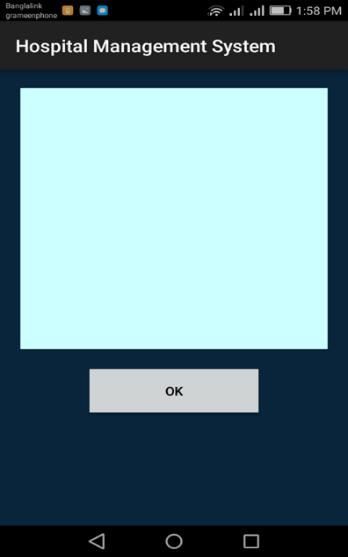 Banglalink
grameenphone
1:58 PM
Hospital Management System
OK